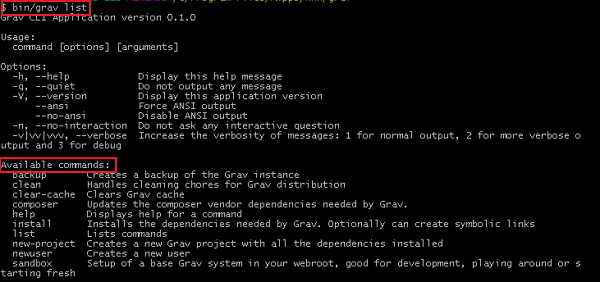 $ bin/grav list
Grav CLI Application version 0.1.0
Usage:
command [options] [arguments]
Options:
-h, --help Display this help message
-q, --quiet Do not output any message
-V, --version Display this application version
--ansi Force ANSI output
--no-ansi Disable ANSI output
-n, --no-interaction Do not ask any interactive question
-v|vv|vvv, --verbose Increase the verbosity of messages: 1 for normal output, 2 for more verbose o
utput and 3 for debug
Available commands:
backup Creates a backup of the Grav instance
clean Handles cleaning chores for Grav distribution
clear-cache Clears Grav cache
composer Updates the composer vendor dependencies needed by Grav.
help Displays help for a command
install Installs the dependencies needed by Grav. Optionally can create symbolic links
list Lists commands
new-project Creates a new Grav project with all the dependencies installed
newuser Creates a new user
sandbox Setup of a base Grav system in your webroot, good for development, playing around or s
tarting fresh